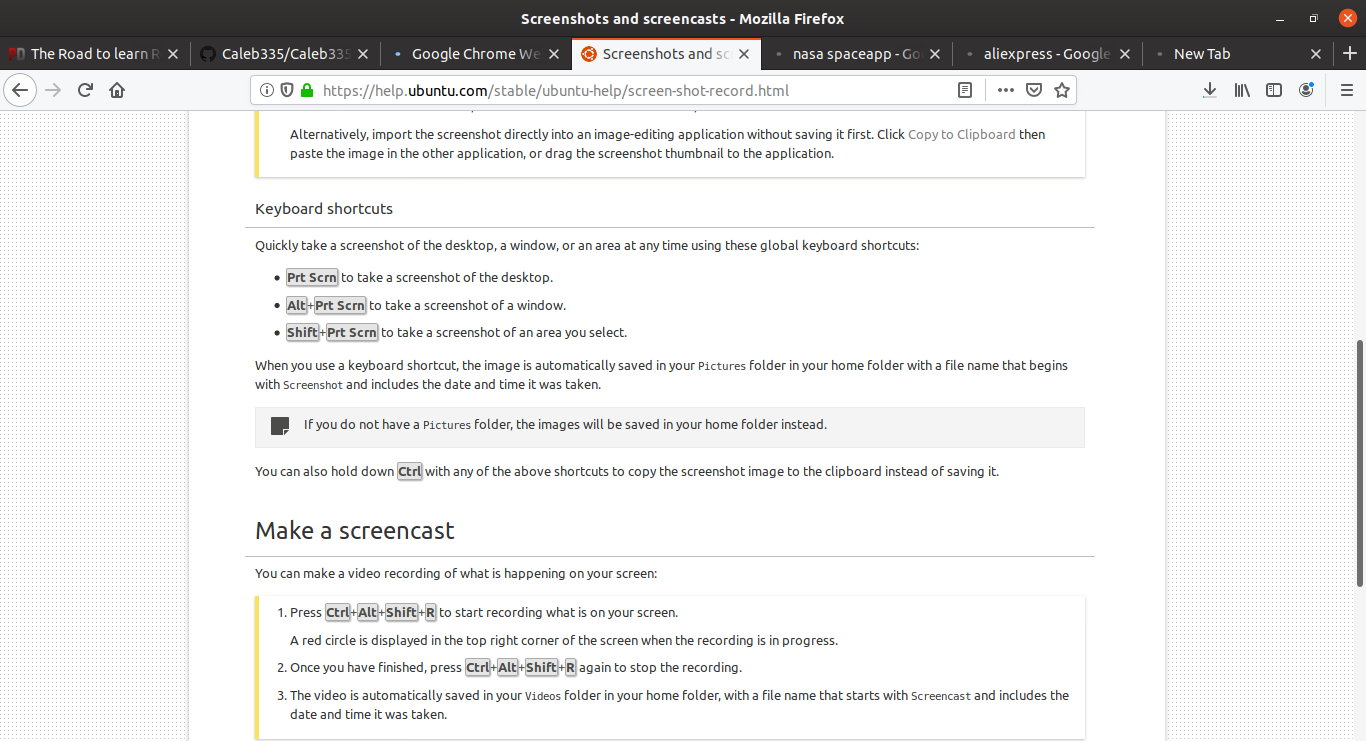 Screenshots and screencasts - Mozilla Firefox
The Road to learn R
Caleb335/Caleb335
Google Chrome We
Screenshots and sc
nasa spaceapp - Go
aliexpress - Google
New Tab
https://help.ubuntu.com/stable/ubuntu-help/screen-shot-record.html
Alternatively, import the screenshot directly into an image-editing application without saving it first. Click Copy to Clipboard then
paste the image in the other application, or drag the screenshot thumbnail to the application.
Keyboard shortcuts
Quickly take a screenshot of the desktop, a window, or an area at any time using these global keyboard shortcuts:
• Prt Scrn to take a screenshot of the desktop.
• Alt+Prt Scrn to take a screenshot of a window.
• Shift+Prt Scrn to take a screenshot of an area you select.
When you use a keyboard shortcut, the image is automatically saved in your Pictures folder in your home folder with a file name that begins
with Screenshot and includes the date and time it was taken.
If you do not have a Pictures folder, the images will be saved in your home folder instead.
You can also hold down Ctrl with any of the above shortcuts to copy the screenshot image to the clipboard instead of saving it.
Make a screencast
You can make a video recording of what is happening on your screen:
1. Press Ctrl+Alt+Shift+R to start recording what is on your screen.
A red circle is displayed in the top right corner of the screen when the recording is in progress.
2. Once you have finished, press Ctrl+Alt+Shift+R again to stop the recording.
3. The video is automatically saved in your Videos folder in your home folder, with a file name that starts with Screencast and includes the
date and time it was taken.